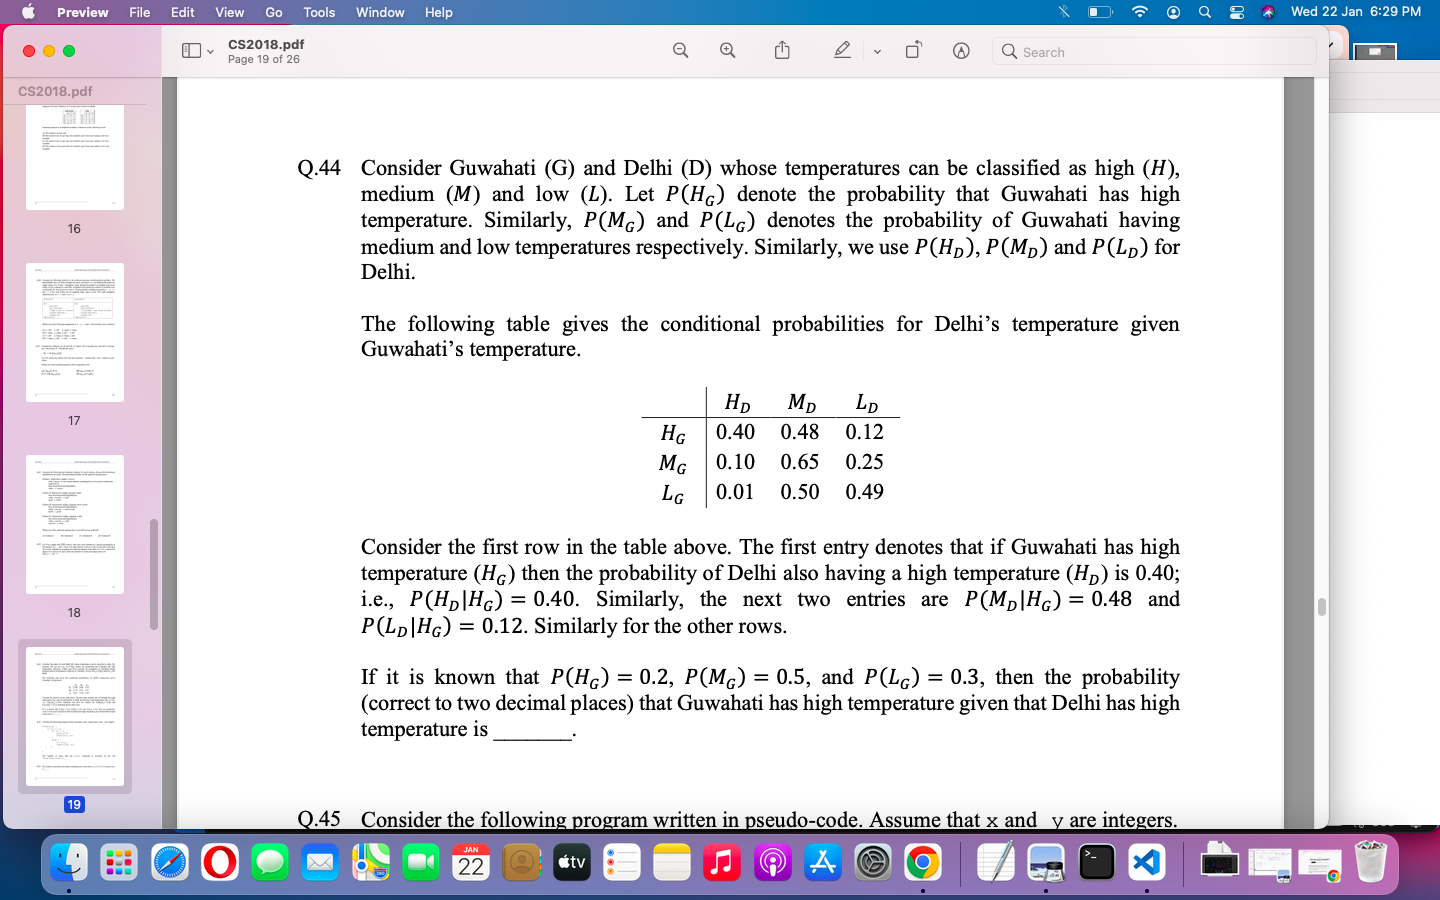 Preview File Edit View Go Tools Window Help Wed 22 Jan 6:29 PM
CS2018.pdf
Page 19 of 26
Search
CS2018.pdf
16
17
18
19
Q.44 Consider Guwahati (G) and Delhi (D) whose temperatures can be classified as high (H),
medium (M) and low (L). Let P(H_G) denote the probability that Guwahati has high
temperature. Similarly, P(M_G) and P(L_G) denotes the probability of Guwahati having
medium and low temperatures respectively. Similarly, we use P(H_D), P(M_D) and P(L_D) for
Delhi.
The following table gives the conditional probabilities for Delhi’s temperature given
Guwahati’s temperature.
H_D M_D L_D
H_G 0.40 0.48 0.12
M_G 0.10 0.65 0.25
L_G 0.01 0.50 0.49
Consider the first row in the table above. The first entry denotes that if Guwahati has high
temperature (H_G) then the probability of Delhi also having a high temperature (H_D) is 0.40;
i.e., P(H_D|H_G) = 0.40. Similarly, the next two entries are P(M_D|H_G) = 0.48 and
P(L_D|H_G) = 0.12. Similarly for the other rows.
If it is known that P(H_G) = 0.2, P(M_G) = 0.5, and P(L_G) = 0.3, then the probability
(correct to two decimal places) that Guwahati has high temperature given that Delhi has high
temperature is _______.
Q.45 Consider the following program written in pseudo-code. Assume that x and y are integers.
JAN
22
tv